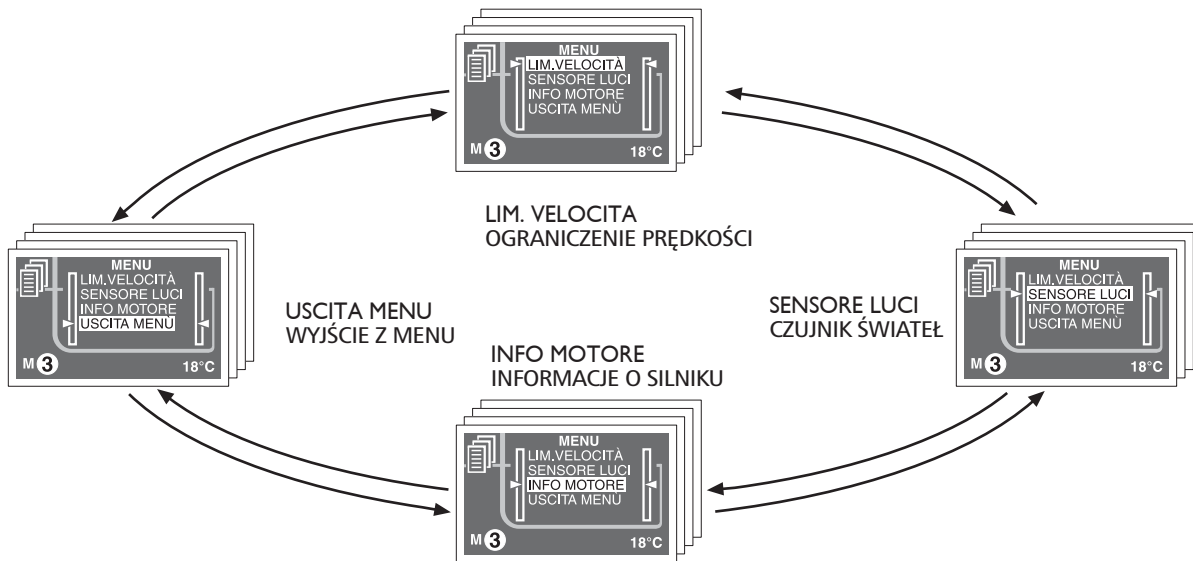 MENU
LIM.VELOCITÀ
SENSORE LUCI
INFO MOTORE
USCITA MENÙ
M 3
18°C
LIM. VELOCITA
OGRANICZENIE PRĘDKOŚCI
MENU
LIM.VELOCITÀ
SENSORE LUCI
INFO MOTORE
USCITA MENÙ
M 3
18°C
USCITA MENU
WYJŚCIE Z MENU
SENSORE LUCI
CZUJNIK ŚWIATEŁ
MENU
LIM.VELOCITÀ
SENSORE LUCI
INFO MOTORE
USCITA MENÙ
M 3
18°C
INFO MOTORE
INFORMACJE O SILNIKU
MENU
LIM.VELOCITÀ
SENSORE LUCI
INFO MOTORE
USCITA MENÙ
M 3
18°C